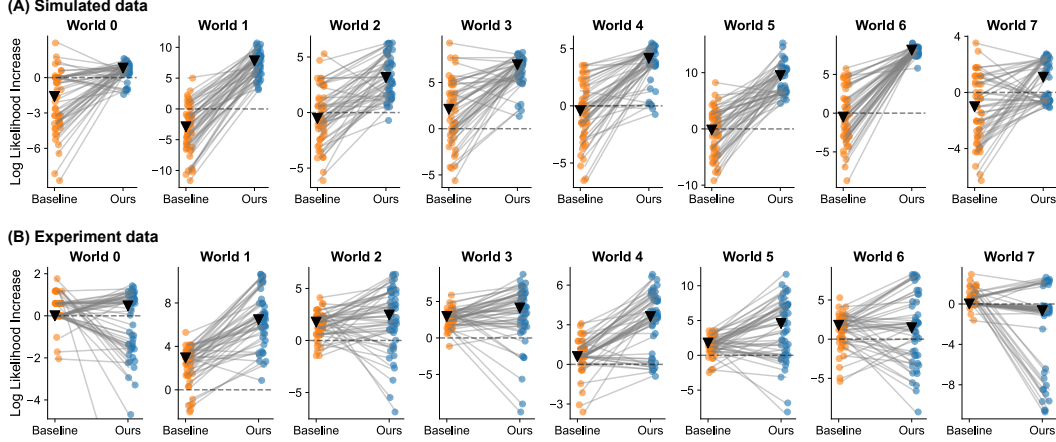 (A) Simulated data
World 0 World 1 World 2 World 3 World 4 World 5 World 6 World 7
Log Likelihood Increase
0 −3 −6
10 5 0 −5 −10
5 0 −5
5 0 −5
5 0 −5
10 0 −10
5 0 −5
4 0 −4
Baseline Ours Baseline Ours Baseline Ours Baseline Ours Baseline Ours Baseline Ours Baseline Ours Baseline Ours
(B) Experiment data
World 0 World 1 World 2 World 3 World 4 World 5 World 6 World 7
Log Likelihood Increase
2 0 −2 −4
8 4 0
5 0 −5
5 0 −5
6 3 0 −3
10 5 0 −5
5 0 −5
0 −4 −8
Baseline Ours Baseline Ours Baseline Ours Baseline Ours Baseline Ours Baseline Ours Baseline Ours Baseline Ours